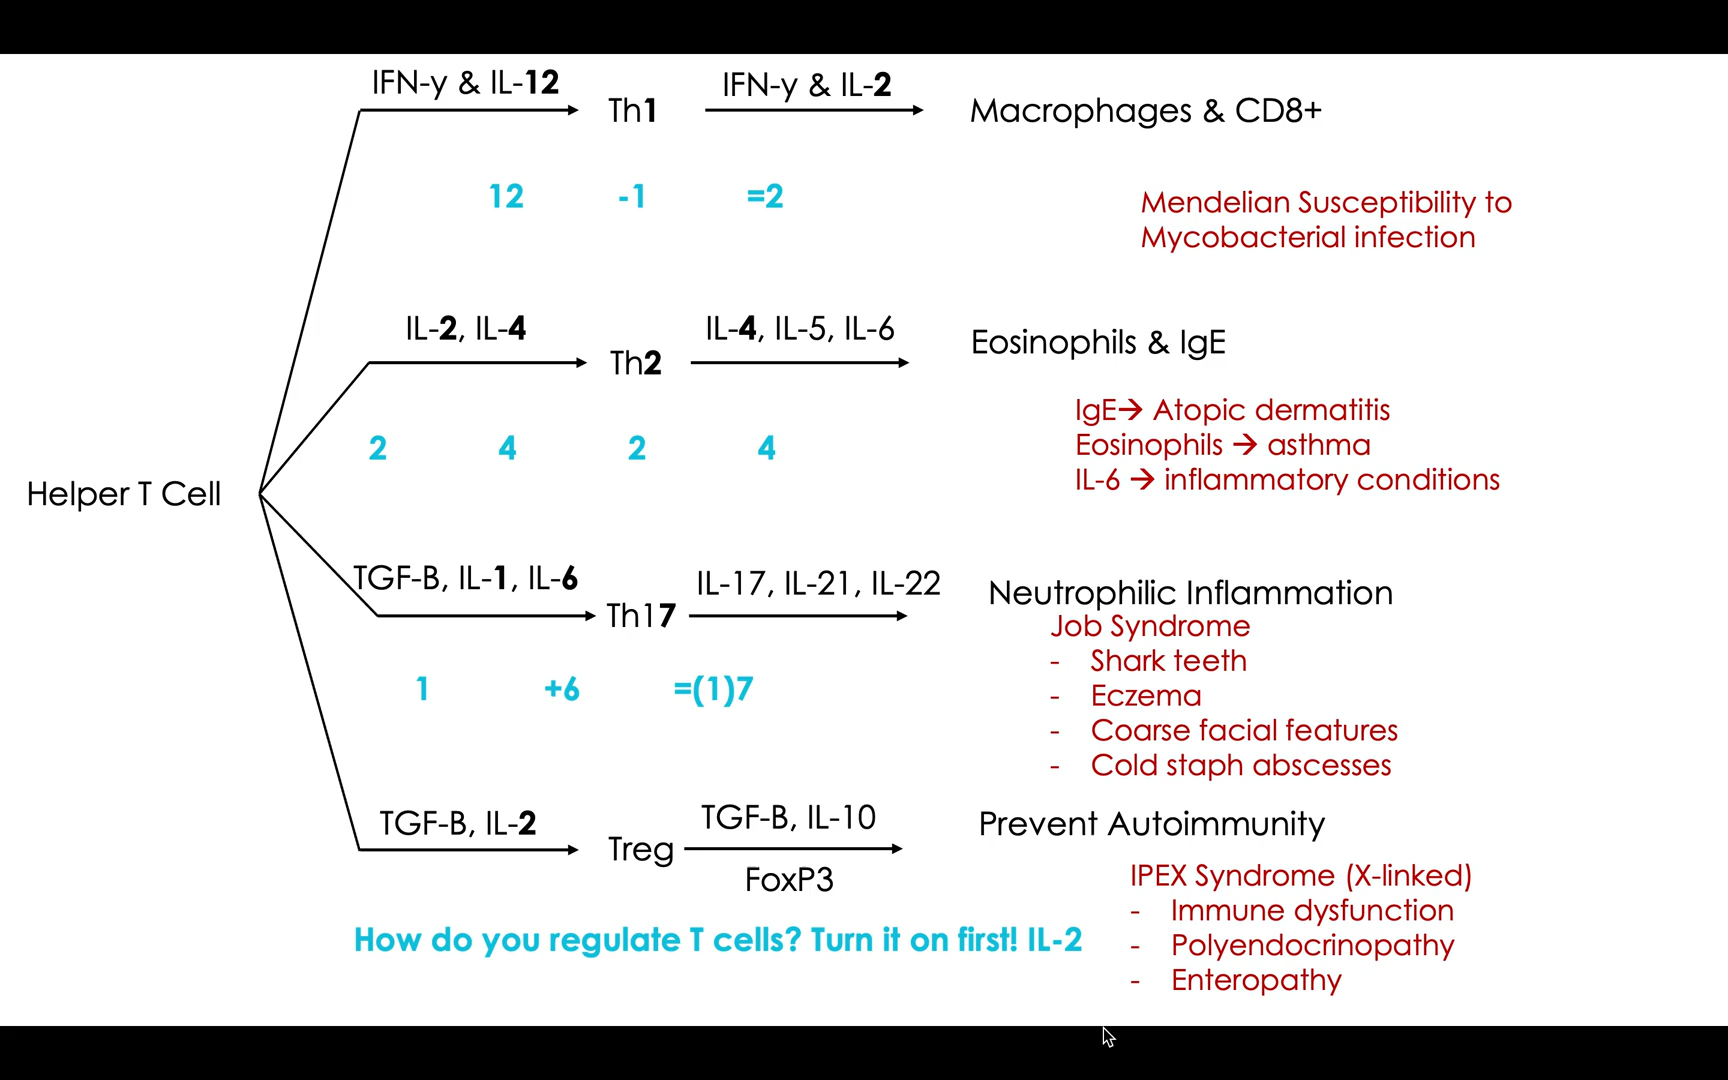 IFN-y & IL-12
Th1
IFN-y & IL-2
Macrophages & CD8+
12 -1 =2
Mendelian Susceptibility to
Mycobacterial infection
IL-2, IL-4
Th2
IL-4, IL-5, IL-6
Eosinophils & IgE
2 4 2 4
IgE→ Atopic dermatitis
Eosinophils → asthma
IL-6 → inflammatory conditions
Helper T Cell
TGF-B, IL-1, IL-6
Th17
IL-17, IL-21, IL-22
Neutrophilic Inflammation
1 +6 =(1)7
Job Syndrome
- Shark teeth
- Eczema
- Coarse facial features
- Cold staph abscesses
TGF-B, IL-2
Treg
TGF-B, IL-10
FoxP3
Prevent Autoimmunity
How do you regulate T cells? Turn it on first! IL-2
IPEX Syndrome (X-linked)
- Immune dysfunction
- Polyendocrinopathy
- Enteropathy